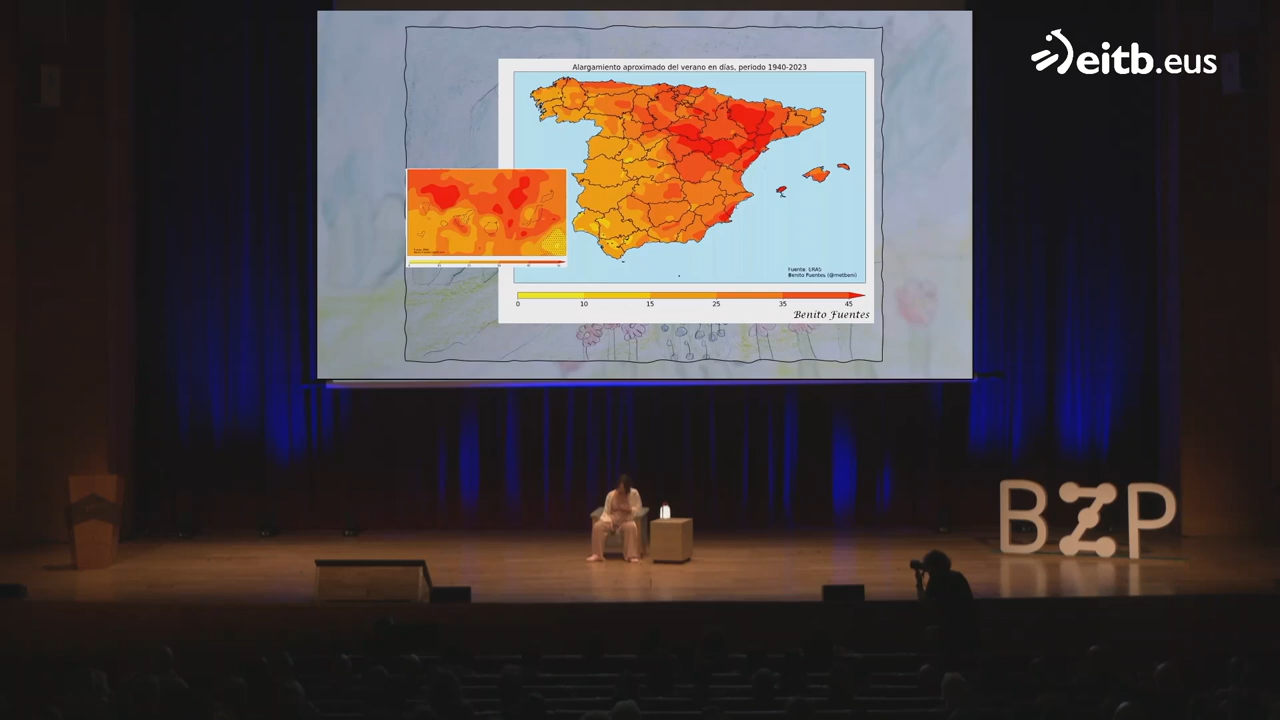 eitb.eus
Alargamiento aproximado del verano en días, periodo 1940-2023
Fuente: ERA5
Benito Fuentes (@metbeni)
0 10 15 25 35 45
Benito Fuentes
BZP